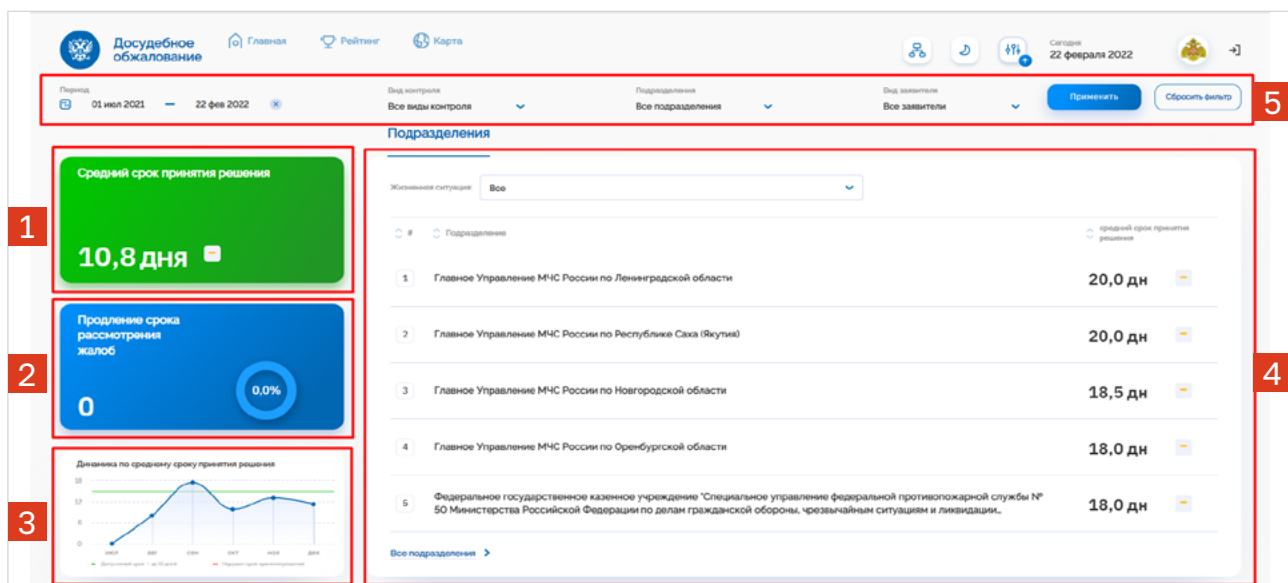 Досудебное
обжалование
Главная
Рейтинг
Карта
Сегодня
22 февраля 2022
Период
01 июл 2021 — 22 фев 2022
Вид контроля
Все виды контроля
Подразделения
Все подразделения
Вид заявителя
Все заявители
Применить
Сбросить фильтр
5
Подразделения
1
Средний срок принятия решения
10,8 дня
2
Продление срока
рассмотрения
жалоб
0
0,0%
3
Динамика по среднему сроку принятия решения
18
12
6
0
июл авг сен окт ноя дек
4
Жизненная ситуация: Все
# Подразделение
средний срок принятия
решения
1 Главное Управление МЧС России по Ленинградской области 20,0 дн
2 Главное Управление МЧС России по Республике Саха (Якутия) 20,0 дн
3 Главное Управление МЧС России по Новгородской области 18,5 дн
4 Главное Управление МЧС России по Оренбургской области 18,0 дн
5 Федеральное государственное казенное учреждение "Специальное управление федеральной противопожарной службы №
50 Министерства Российской Федерации по делам гражданской обороны, чрезвычайным ситуациям и ликвидации... 18,0 дн
Все подразделения